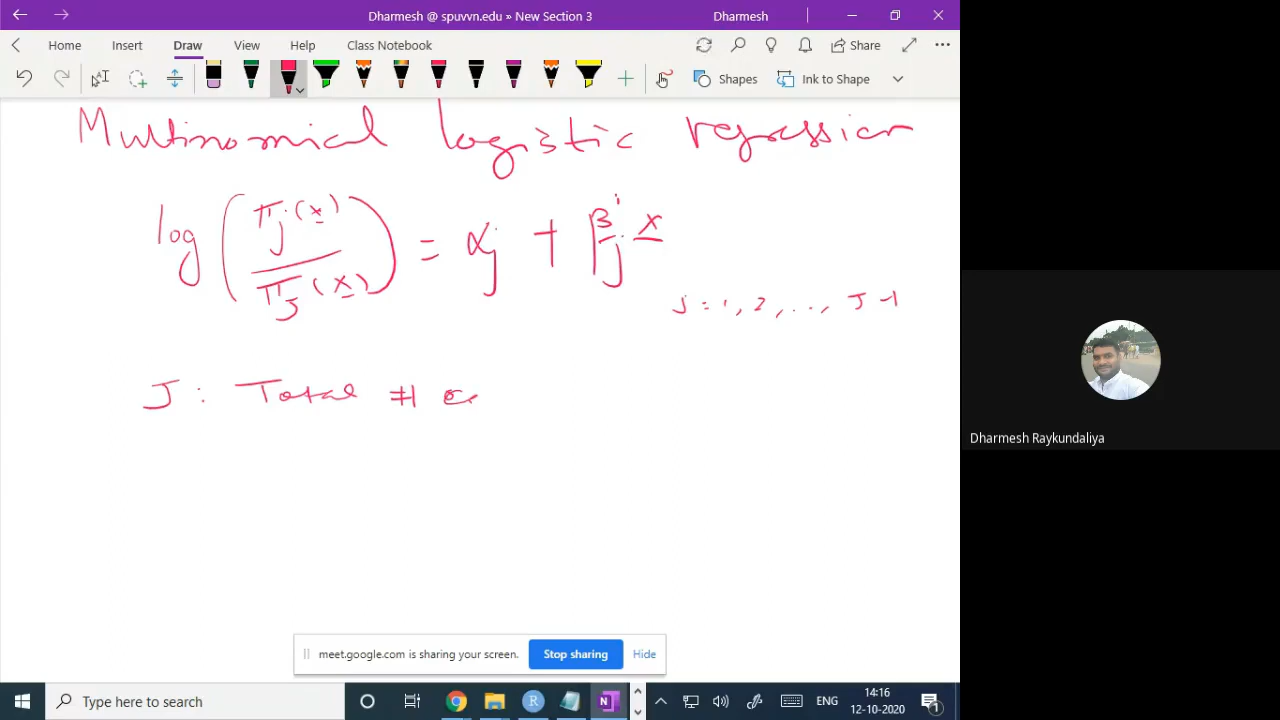 Dharmesh @ spuvvn.edu » New Section 3
Dharmesh
Home Insert Draw View Help Class Notebook
Share
Shapes
Ink to Shape
Multinomial logistic regression
log (πj(x) / πJ(x)) = αj + β'j x
j = 1, 2, ..., J-1
J : Total #
Dharmesh Raykundaliya
meet.google.com is sharing your screen. Stop sharing Hide
Type here to search
ENG
14:16
12-10-2020
1